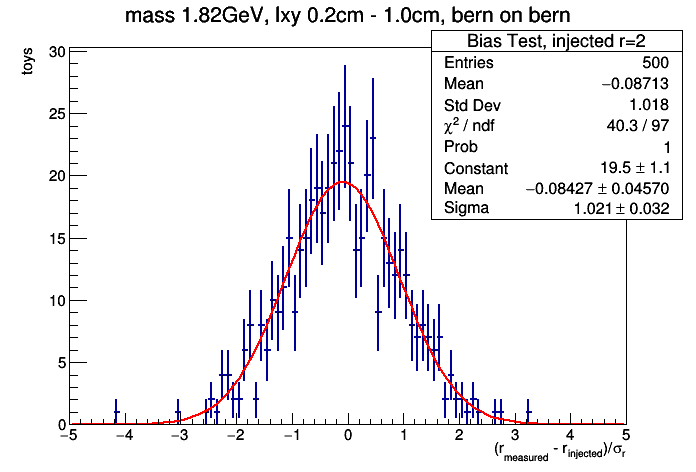 mass 1.82GeV, lxy 0.2cm - 1.0cm, bern on bern
Bias Test, injected r=2
Entries 500
Mean −0.08713
Std Dev 1.018
χ² / ndf 40.3 / 97
Prob 1
Constant 19.5 ± 1.1
Mean −0.08427 ± 0.04570
Sigma 1.021 ± 0.032
toys
30
25
20
15
10
5
0
−5 −4 −3 −2 −1 0 1 2 3 4 5
(r_measured - r_injected)/σ_r